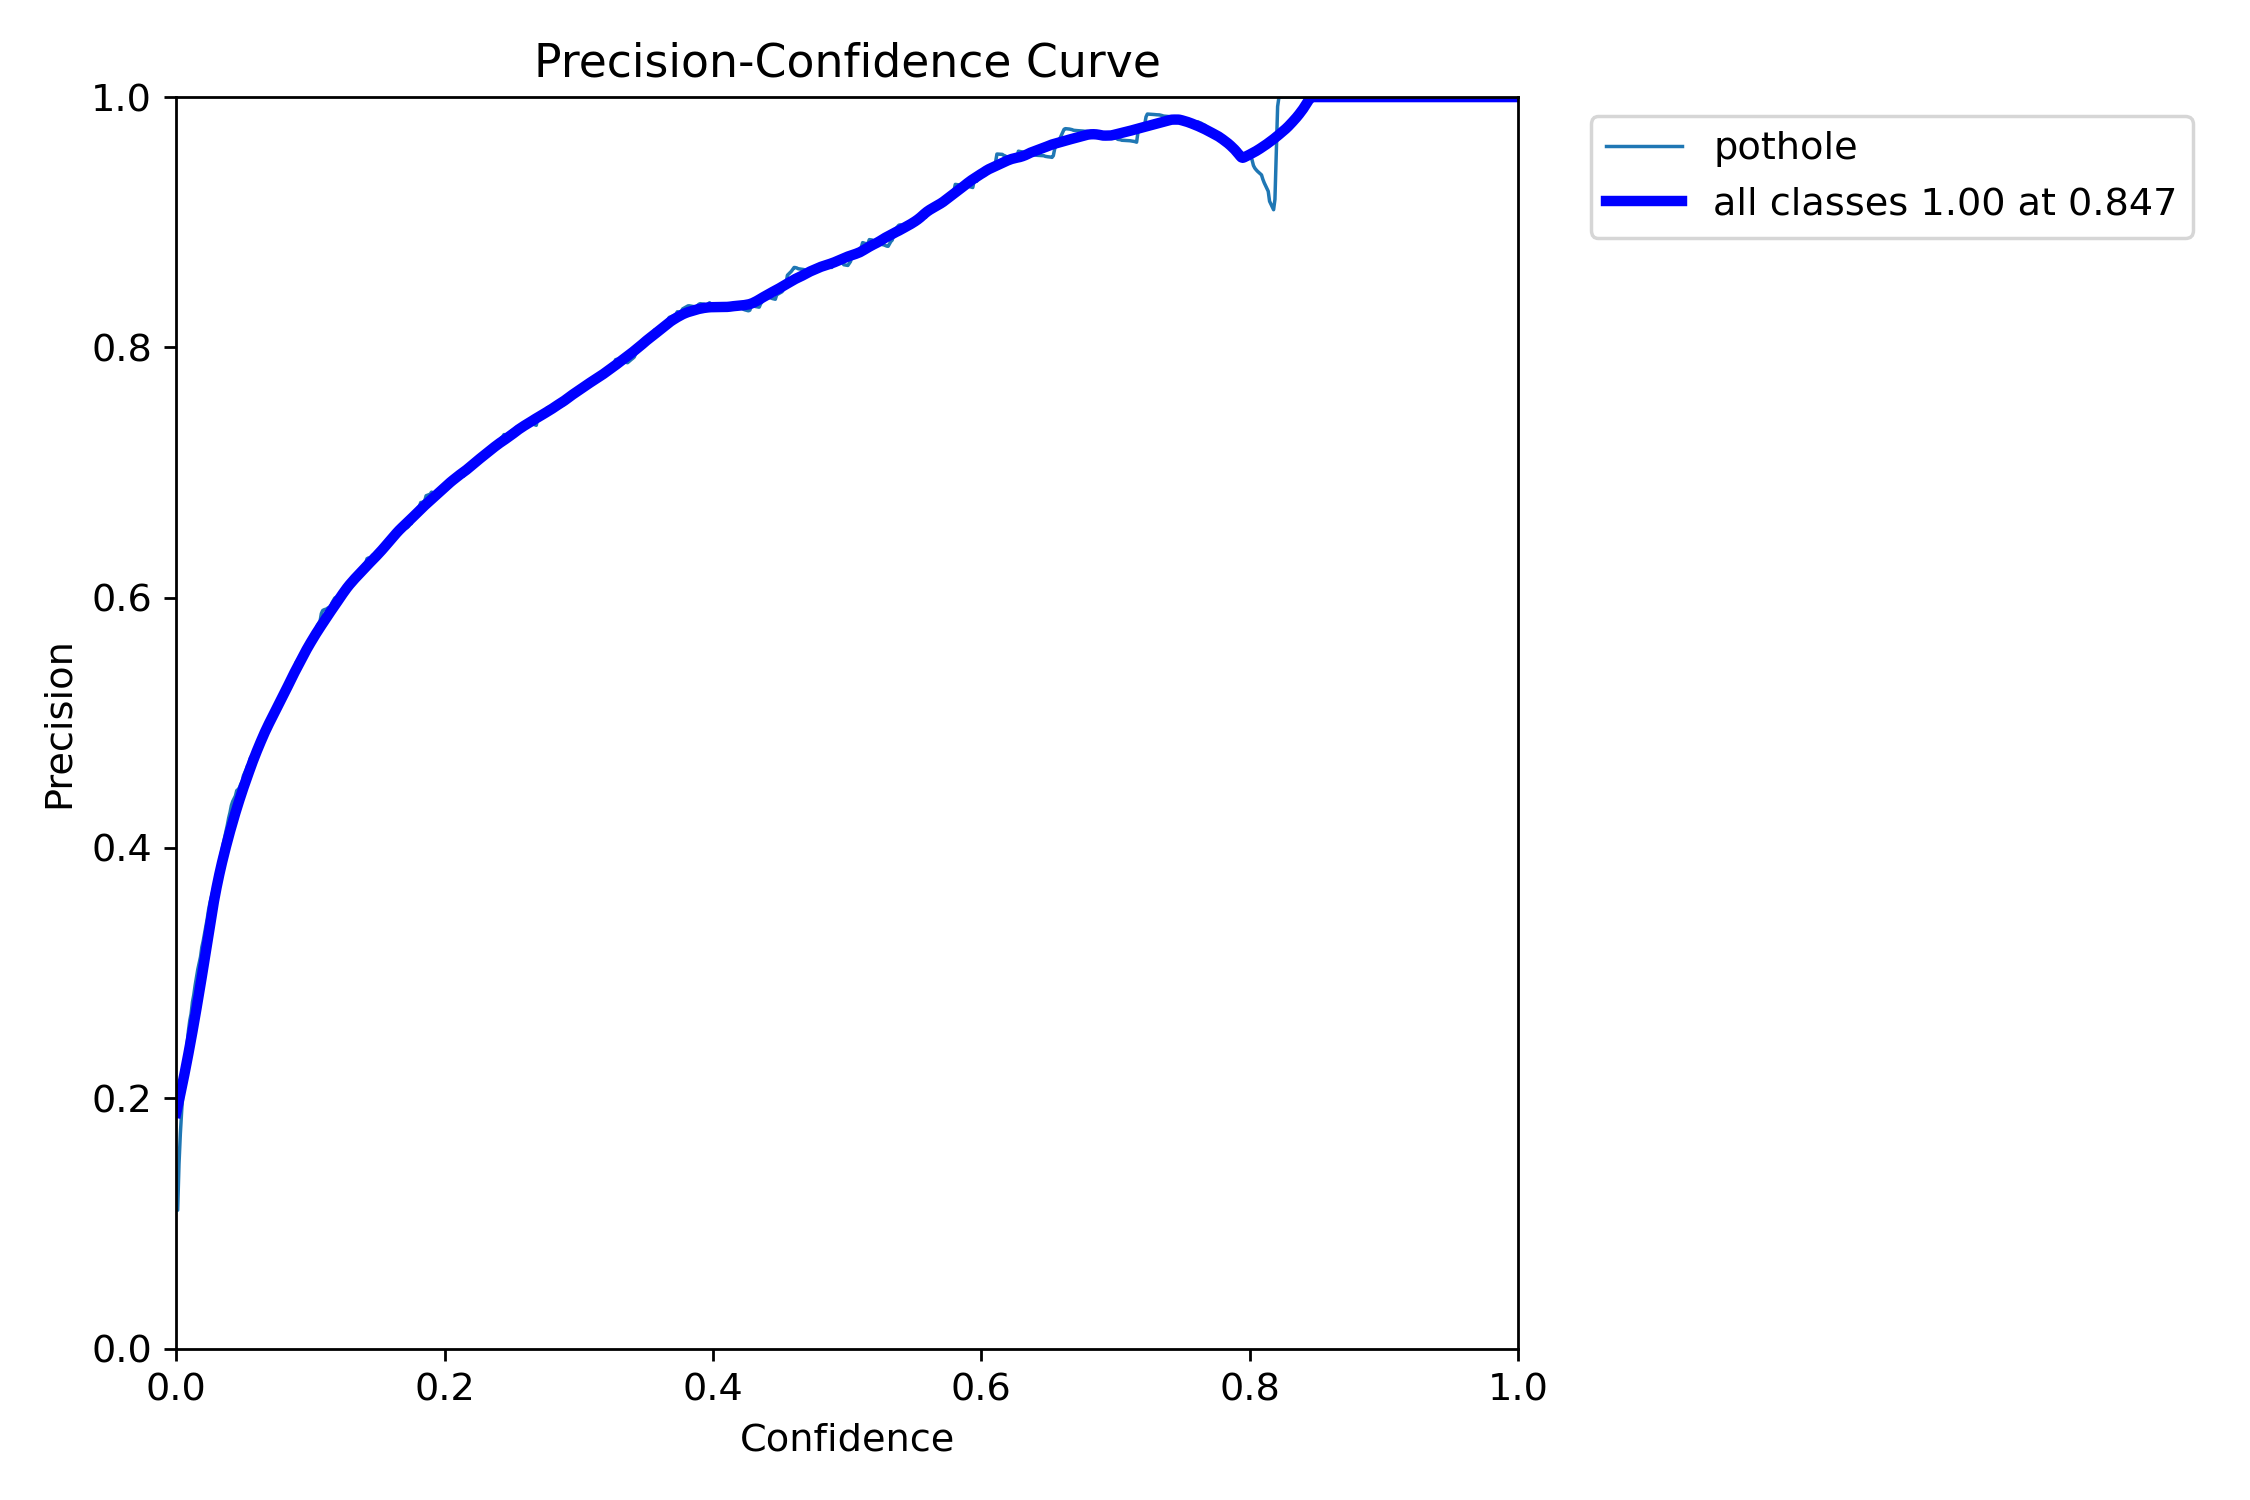 Precision-Confidence Curve
1.0
0.8
0.6
0.4
0.2
0.0
Precision
0.0 0.2 0.4 0.6 0.8 1.0
Confidence
pothole
all classes 1.00 at 0.847